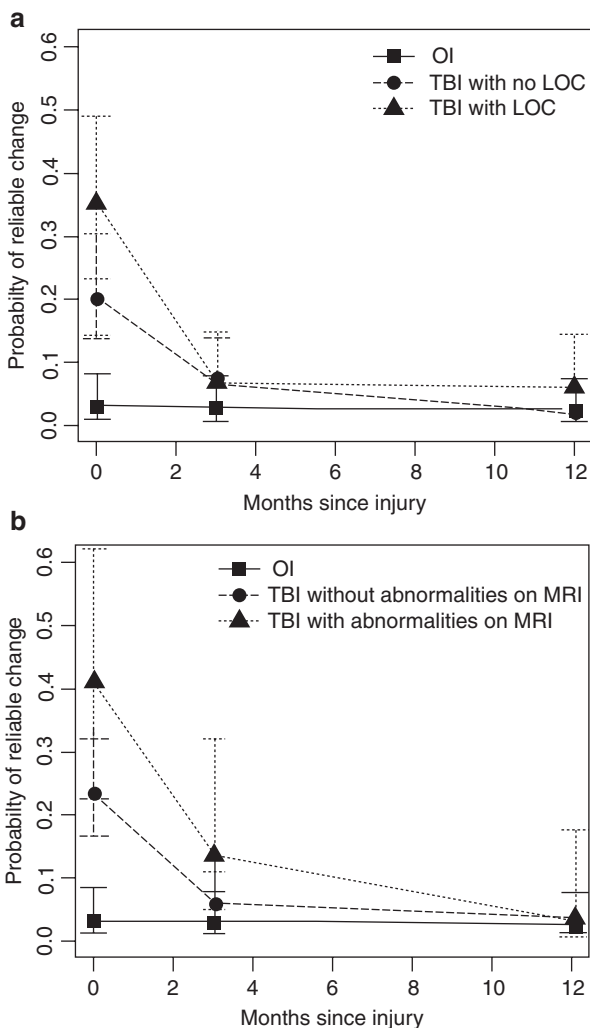 a
0.6
0.5
0.4
0.3
0.2
0.1
0.0
Probabilty of reliable change
OI
TBI with no LOC
TBI with LOC
0 2 4 6 8 10 12
Months since injury
b
0.6
0.5
0.4
0.3
0.2
0.1
0.0
Probabilty of reliable change
OI
TBI without abnormalities on MRI
TBI with abnormalities on MRI
0 2 4 6 8 10 12
Months since injury